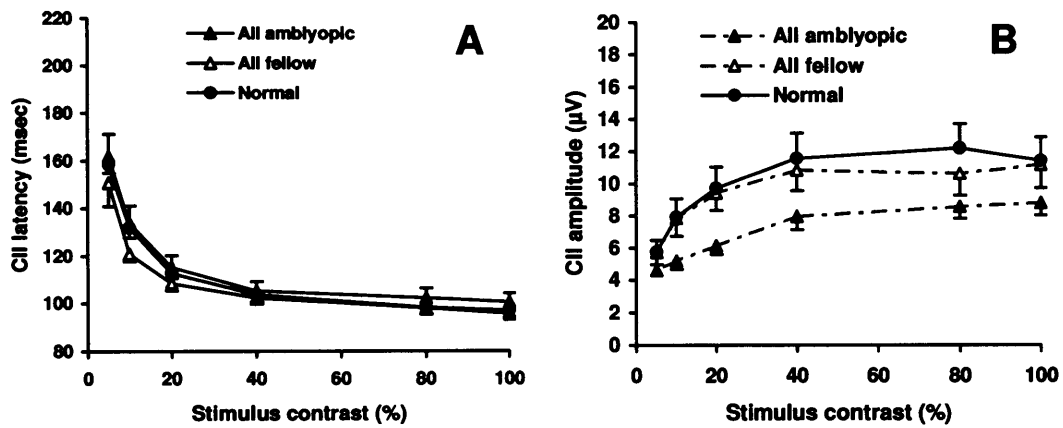 A
220
200
180
160
140
120
100
80
CII latency (msec)
All amblyopic
All fellow
Normal
0
20
40
60
80
100
Stimulus contrast (%)
B
20
18
16
14
12
10
8
6
4
2
0
CII amplitude (µV)
All amblyopic
All fellow
Normal
0
20
40
60
80
100
Stimulus contrast (%)